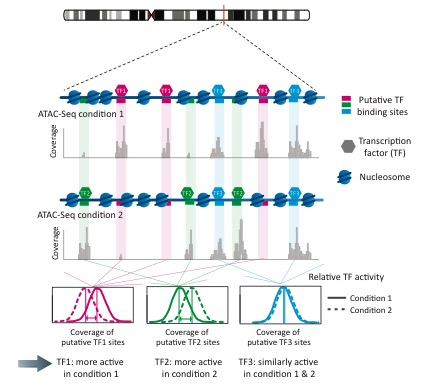 TF1
TF1
TF3
TF1
TF3
Putative TF
binding sites
ATAC-Seq condition 1
Coverage
Transcription
factor (TF)
Nucleosome
TF2
TF2
TF3
TF2
TF3
ATAC-Seq condition 2
Coverage
Relative TF activity
Condition 1
Condition 2
Coverage of
putative TF1 sites
Coverage of
putative TF2 sites
Coverage of
putative TF3 sites
TF1: more active
in condition 1
TF2: more active
in condition 2
TF3: similarly active
in condition 1 & 2